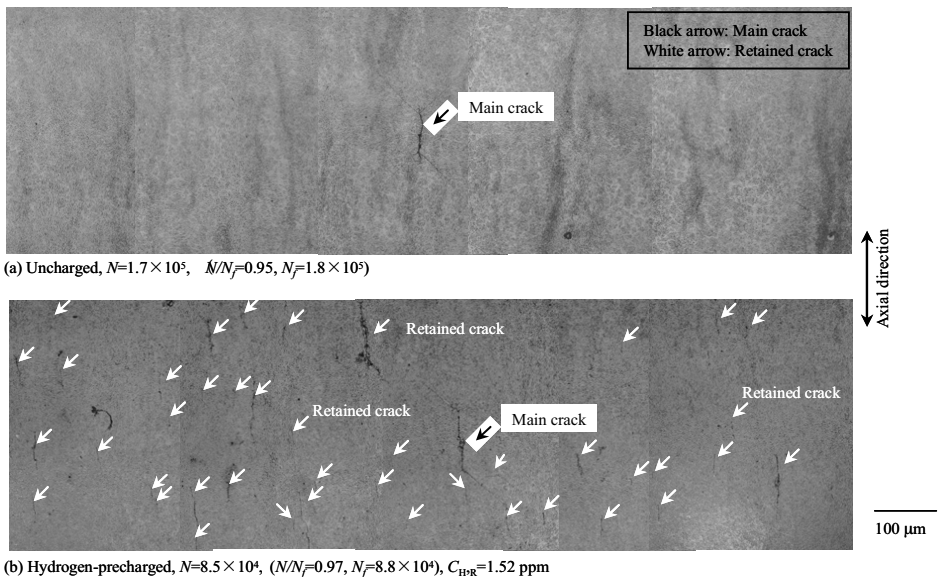 Black arrow: Main crack
White arrow: Retained crack
Main crack
(a) Uncharged, N=1.7×10⁵, N/Nf=0.95, Nf=1.8×10⁵)
Axial direction
Retained crack
Retained crack
Retained crack
Main crack
100 μm
(b) Hydrogen-precharged, N=8.5×10⁴, (N/Nf=0.97, Nf=8.8×10⁴), CH,R=1.52 ppm